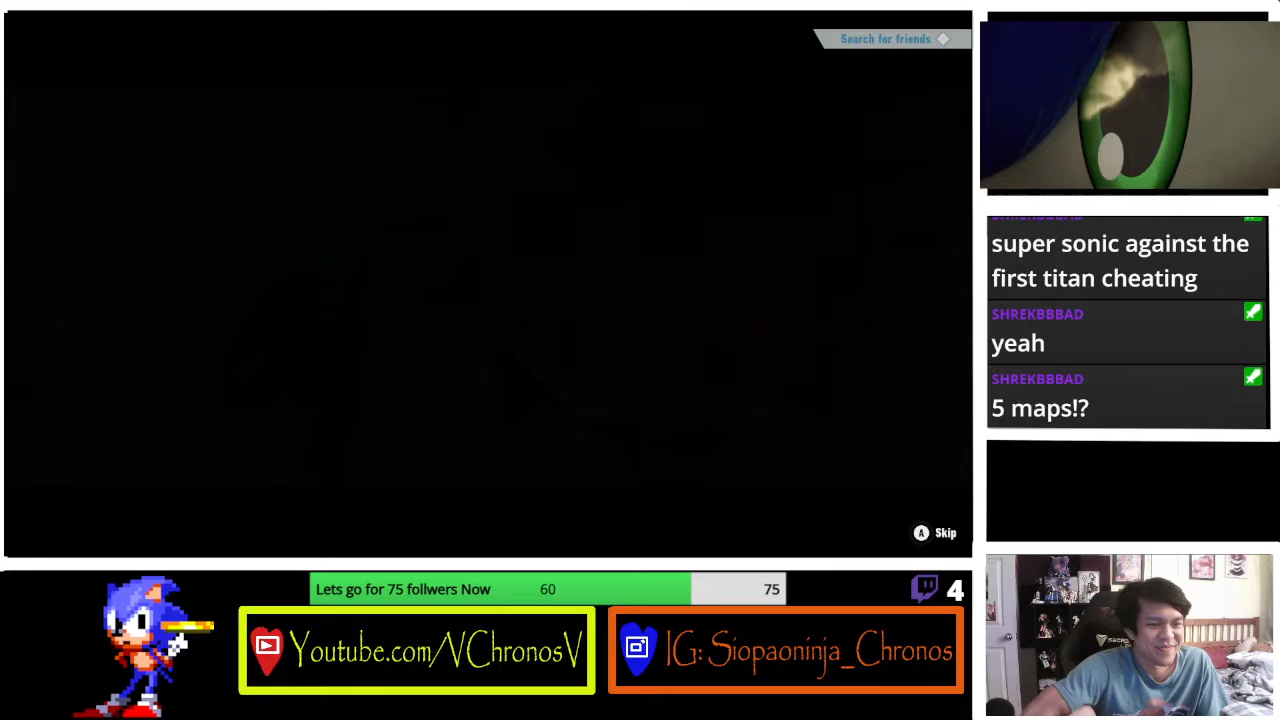 Search for friends
super sonic against the
first titan cheating
SHREKBBBAD
yeah
SHREKBBBAD
5 maps!?
A Skip
Lets go for 75 follwers Now 60 75
4
Youtube.com/VChronosV
IG: Siopaoninja_Chronos